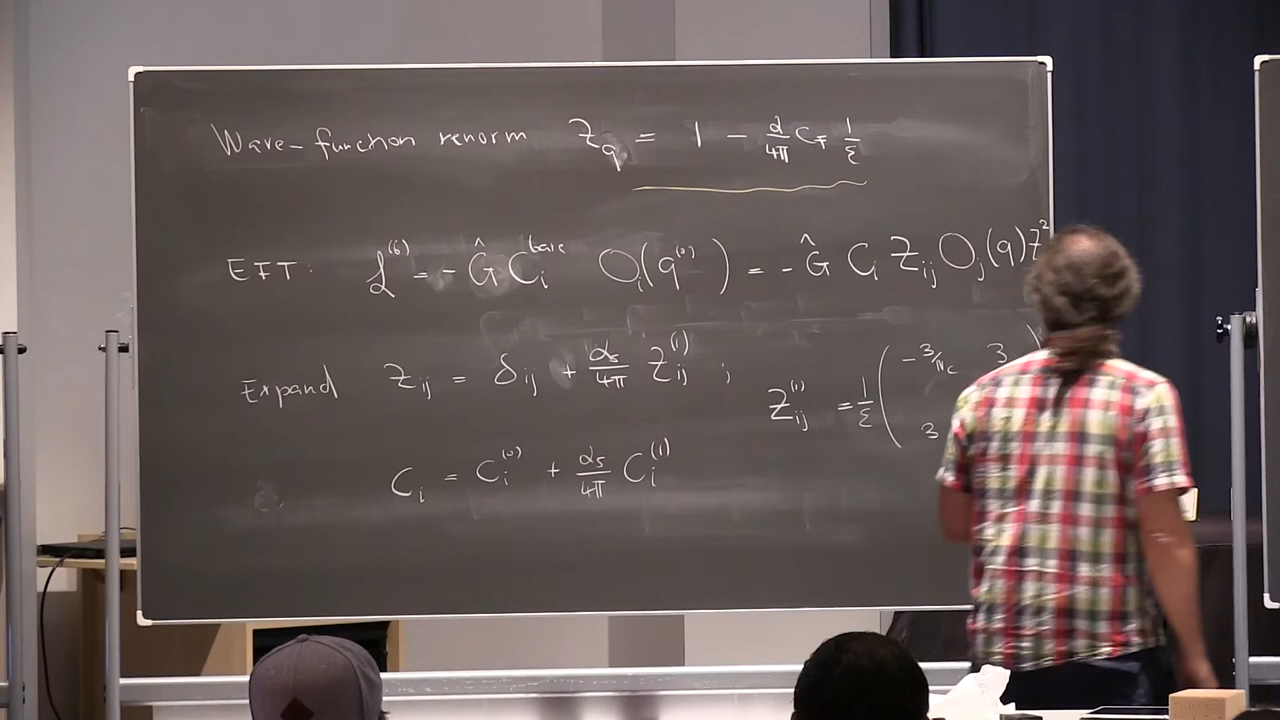 Wave-function renorm Z_q = 1 - α/4π C_F 1/ε
EFT: ℒ^(6) = - Ĝ C_i^bare O_i(q^(0)) = - Ĝ C_i Z_ij O_j(q) Z^2
Expand Z_ij = δ_ij + α_s/4π Z_ij^(1) ; Z_ij^(1) = 1/ε ( -3/N_c 3
3
C_i = C_i^(0) + α_s/4π C_i^(1)